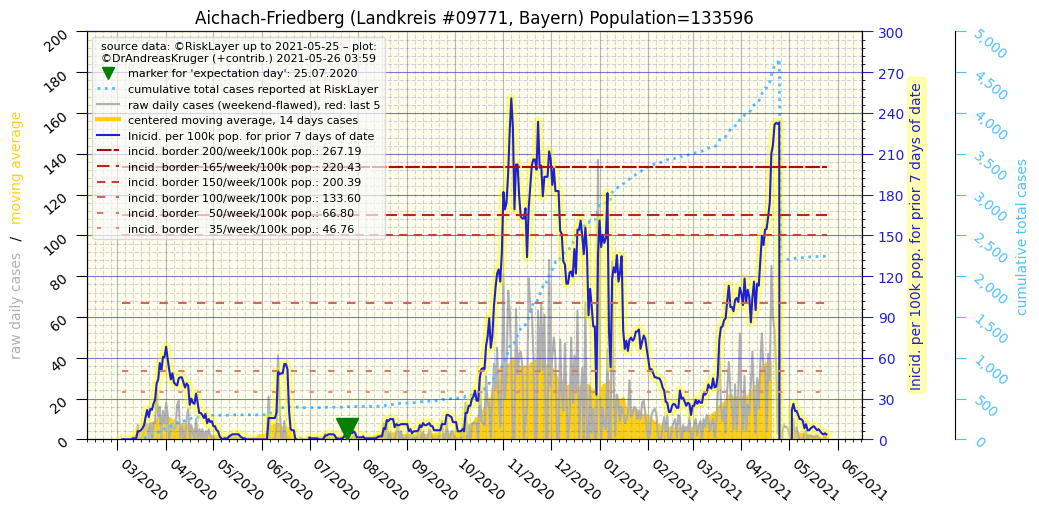 Aichach-Friedberg (Landkreis #09771, Bayern) Population=133596
source data: ©RiskLayer up to 2021-05-25 – plot:
©DrAndreasKruger (+contrib.) 2021-05-26 03:59
marker for 'expectation day': 25.07.2020
cumulative total cases reported at RiskLayer
raw daily cases (weekend-flawed), red: last 5
centered moving average, 14 days cases
Inicid. per 100k pop. for prior 7 days of date
incid. border 200/week/100k pop.: 267.19
incid. border 165/week/100k pop.: 220.43
incid. border 150/week/100k pop.: 200.39
incid. border 100/week/100k pop.: 133.60
incid. border   50/week/100k pop.: 66.80
incid. border   35/week/100k pop.: 46.76
raw daily cases / moving average
200
180
160
140
120
100
80
60
40
20
0
300
270
240
210
180
150
120
90
60
30
0
Inicid. per 100k pop. for prior 7 days of date
5,000
4,500
4,000
3,500
3,000
2,500
2,000
1,500
1,000
500
0
cumulative total cases
03/2020
04/2020
05/2020
06/2020
07/2020
08/2020
09/2020
10/2020
11/2020
12/2020
01/2021
02/2021
03/2021
04/2021
05/2021
06/2021